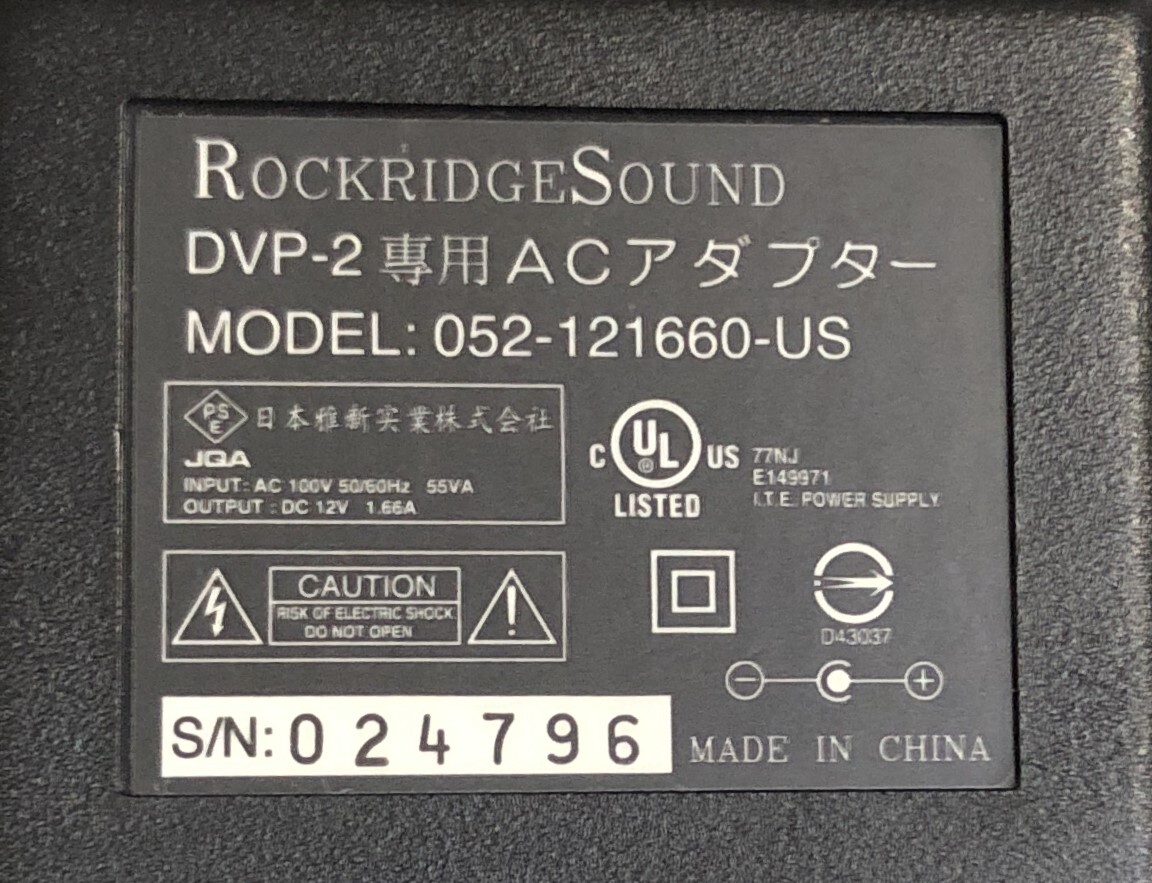 ROCKRIDGESOUND
DVP-2 専用ACアダプター
MODEL: 052-121660-US
PS
E
日本雅新実業株式会社
JQA
INPUT: AC 100V 50/60Hz 55VA
OUTPUT : DC 12V 1.66A
C UL US
®
LISTED
77NJ
E149971
I.T.E. POWER SUPPLY
CAUTION
RISK OF ELECTRIC SHOCK
DO NOT OPEN
D43037
− +
S/N: 024796
MADE IN CHINA